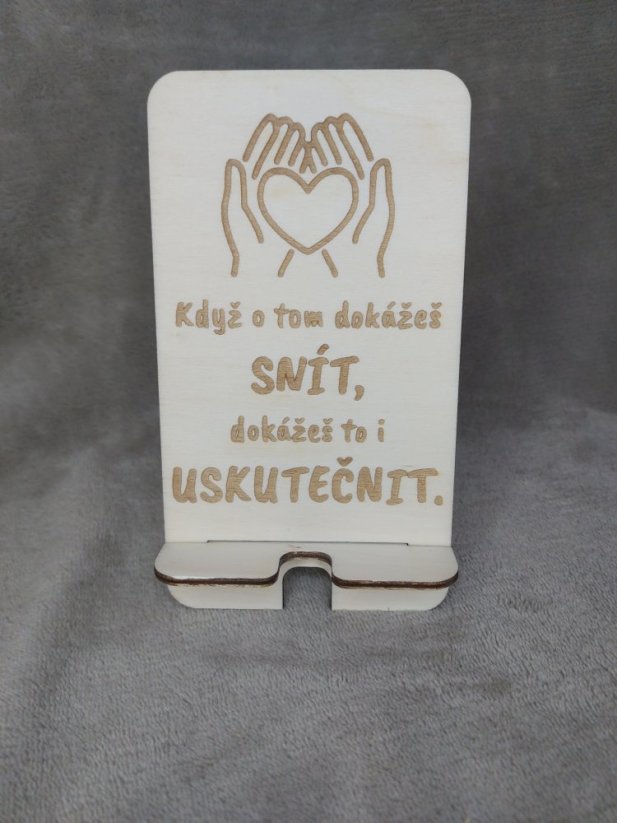 Když o tom dokážeš
SNÍT,
dokážeš to i
USKUTEČNIT.